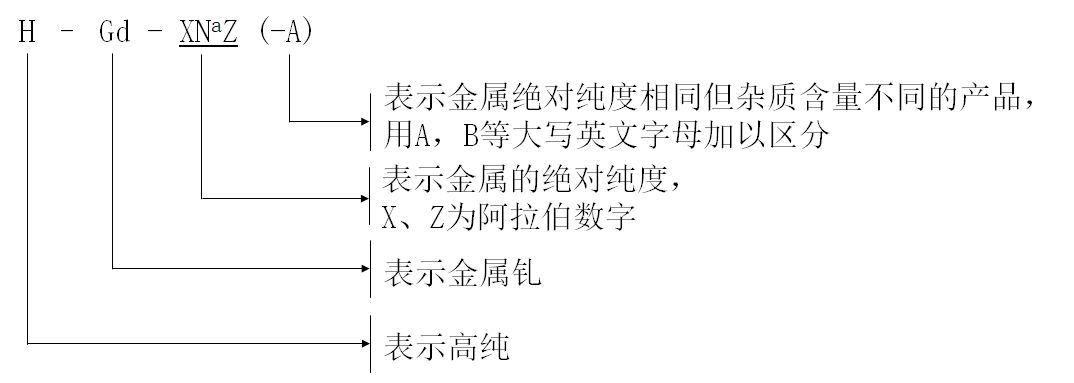 H - Gd - XNᵃZ (-A)
表示金属绝对纯度相同但杂质含量不同的产品，
用A，B等大写英文字母加以区分
表示金属的绝对纯度，
X、Z为阿拉伯数字
表示金属钆
表示高纯